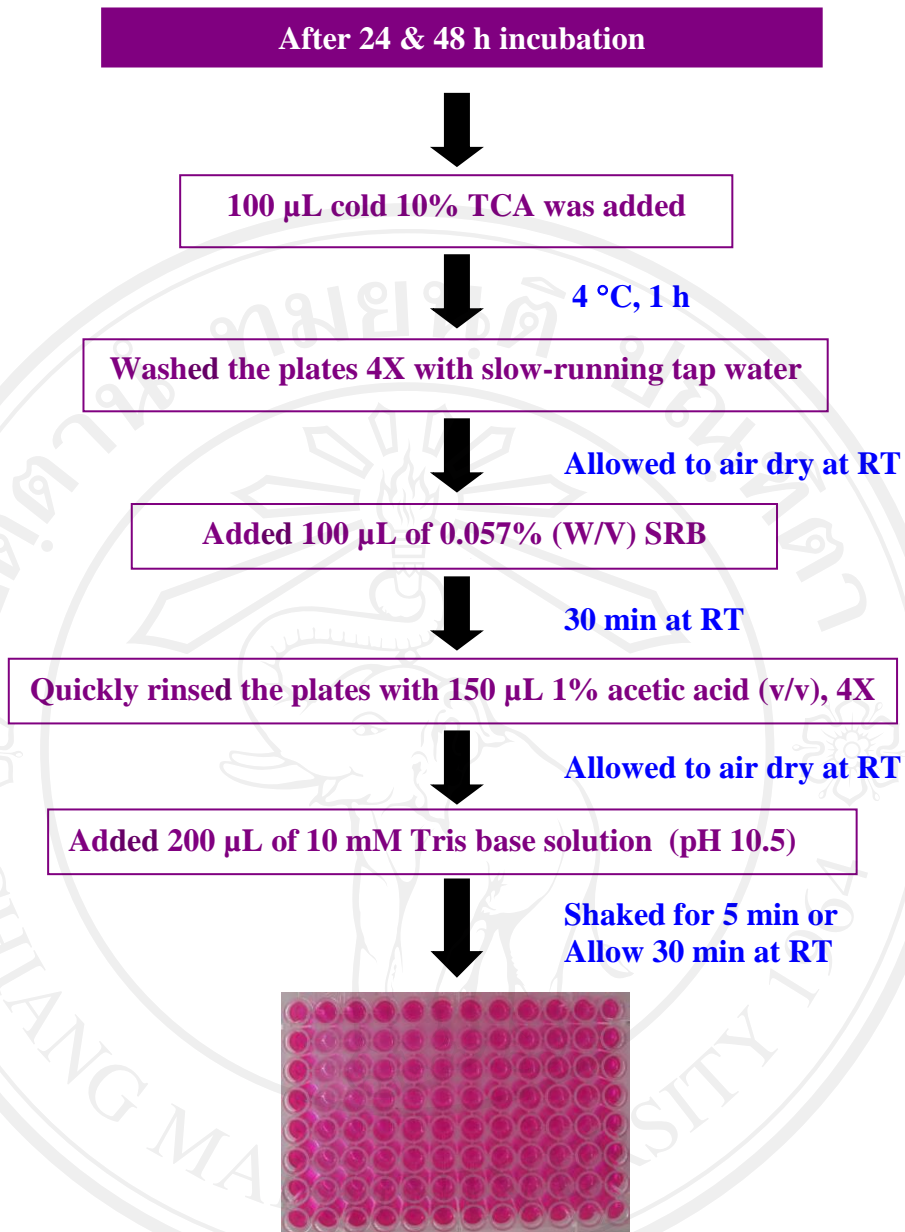 After 24 & 48 h incubation
100 µL cold 10% TCA was added
4 °C, 1 h
Washed the plates 4X with slow-running tap water
Allowed to air dry at RT
Added 100 µL of 0.057% (W/V) SRB
30 min at RT
Quickly rinsed the plates with 150 µL 1% acetic acid (v/v), 4X
Allowed to air dry at RT
Added 200 µL of 10 mM Tris base solution (pH 10.5)
Shaked for 5 min or
Allow 30 min at RT